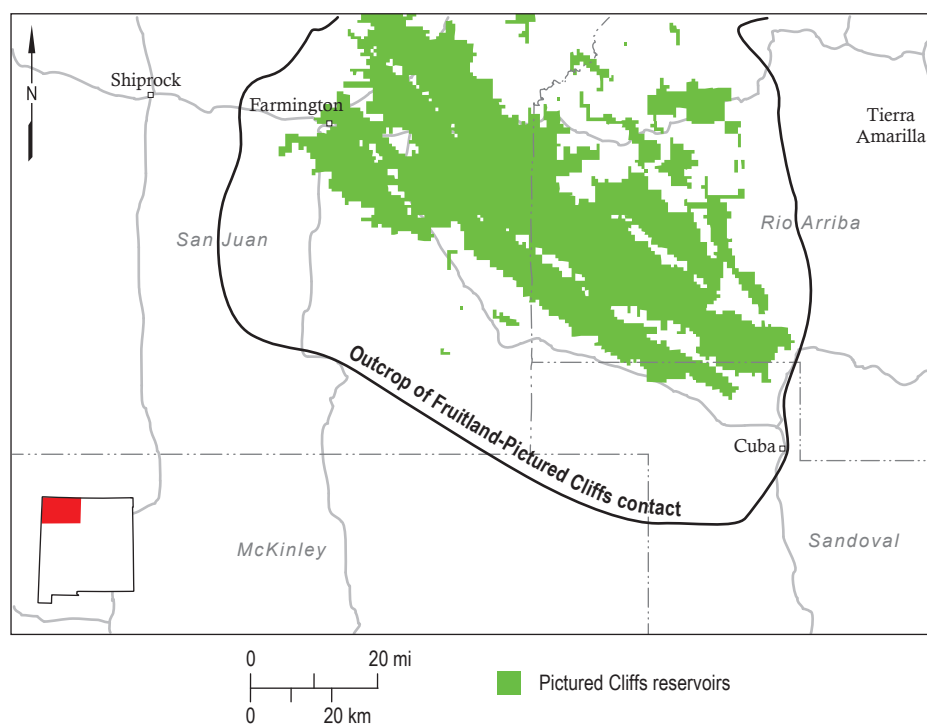 N
Shiprock
Farmington
Tierra
Amarilla
San Juan
Rio Arriba
Outcrop of Fruitland-Pictured Cliffs contact
Cuba
McKinley
Sandoval
0 20 mi
0 20 km
Pictured Cliffs reservoirs